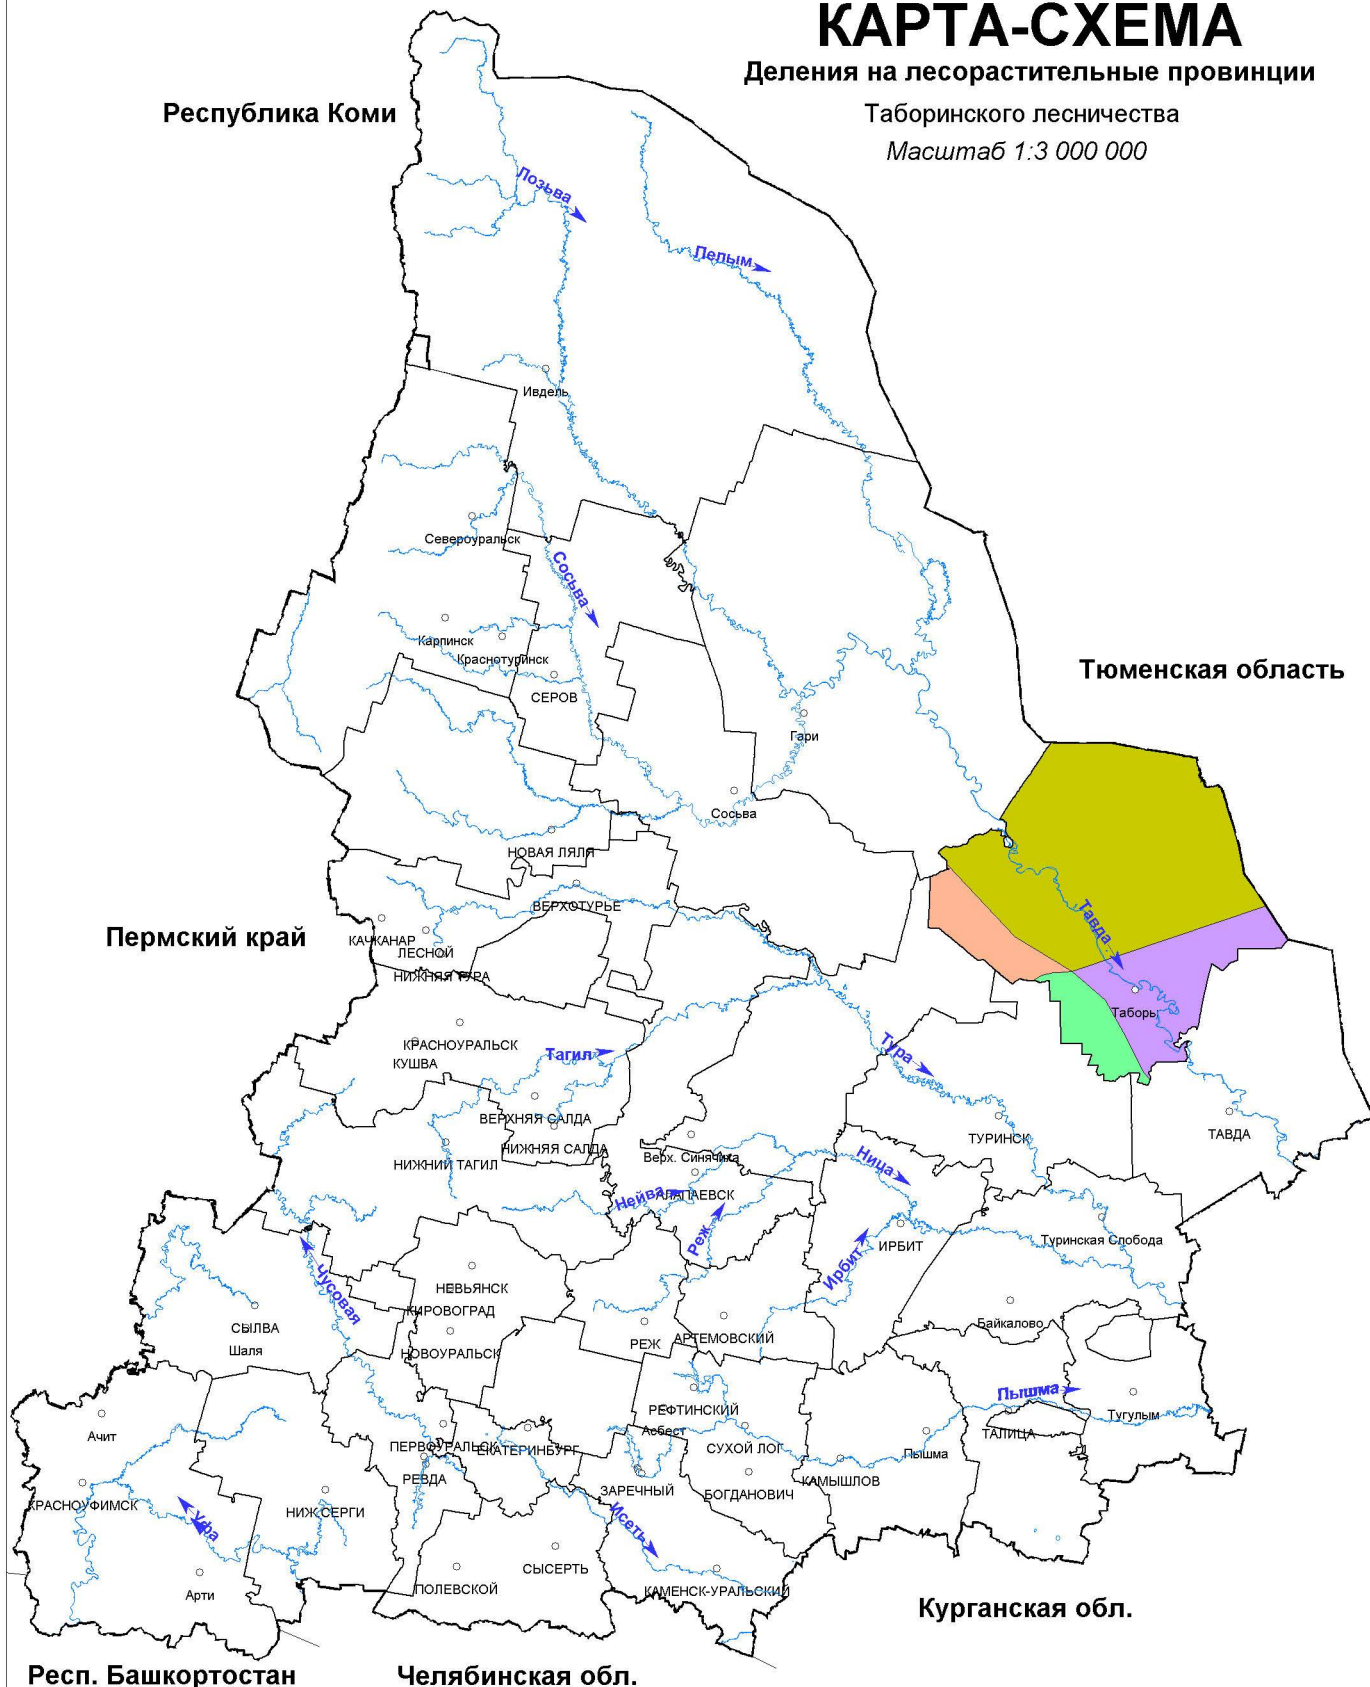 КАРТА-СХЕМА
Деления на лесорастительные провинции
Таборинского лесничества
Масштаб 1:3 000 000
Республика Коми
Лозьва
Пелым
Ивдель
Североуральск
Сосьва
Карпинск
Краснотуринск
СЕРОВ
Тюменская область
Гари
Сосьва
НОВАЯ ЛЯЛЯ
ВЕРХОТУРЬЕ
Тавда
Пермский край
КАЧКАНАР
ЛЕСНОЙ
НИЖНЯЯ ТУРА
Таборы
КРАСНОУРАЛЬСК
Тагил
Тура
КУШВА
ВЕРХНЯЯ САЛДА
НИЖНЯЯ САЛДА
ТУРИНСК
ТАВДА
НИЖНИЙ ТАГИЛ
Верх. Синячиха
Ница
Нейва
АЛАПАЕВСК
Реж
ИРБИТ
Туринская Слобода
Ирбит
Чусовая
НЕВЬЯНСК
КИРОВОГРАД
СЫЛВА
Шаля
НОВОУРАЛЬСК
РЕЖ
АРТЕМОВСКИЙ
Байкалово
Пышма
РЕФТИНСКИЙ
Тугулым
Ачит
Асбест
ТАЛИЦА
ПЕРВОУРАЛЬСК
ЕКАТЕРИНБУРГ
СУХОЙ ЛОГ
Пышма
РЕВДА
КАМЫШЛОВ
ЗАРЕЧНЫЙ
БОГДАНОВИЧ
КРАСНОУФИМСК
НИЖ.СЕРГИ
Уфа
Исеть
СЫСЕРТЬ
Арти
ПОЛЕВСКОЙ
КАМЕНСК-УРАЛЬСКИЙ
Курганская обл.
Респ. Башкортостан
Челябинская обл.